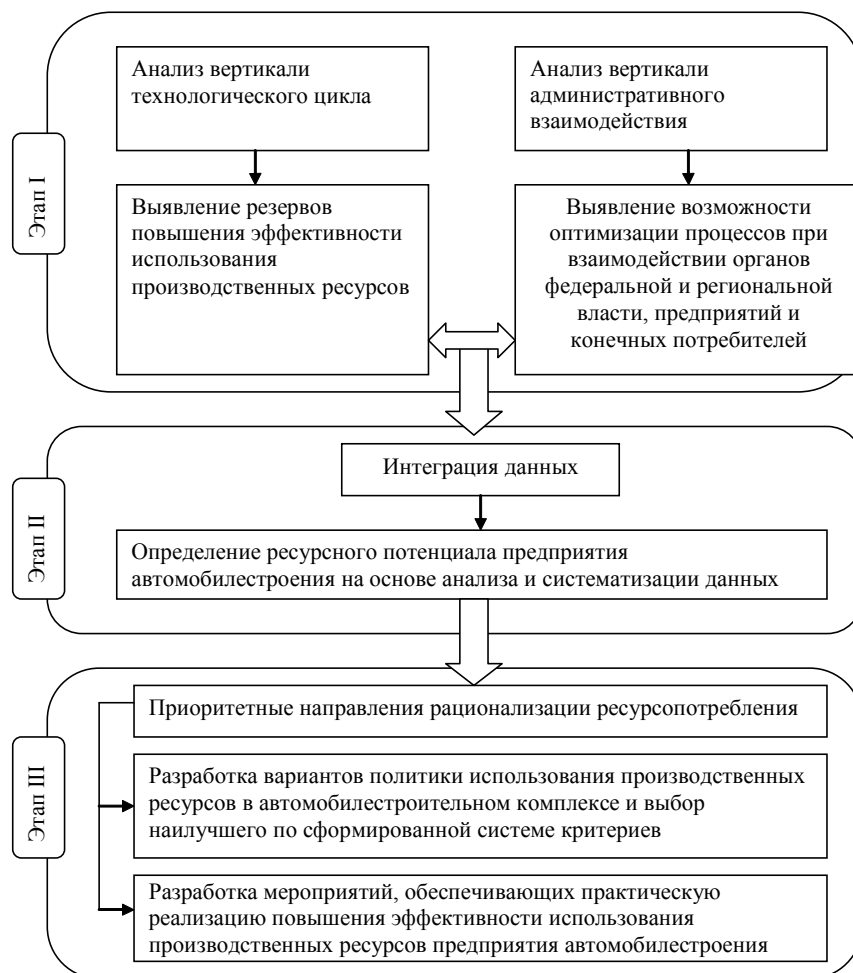 Этап I
Анализ вертикали
технологического цикла
Анализ вертикали
административного
взаимодействия
Выявление резервов
повышения эффективности
использования
производственных ресурсов
Выявление возможности
оптимизации процессов при
взаимодействии органов
федеральной и региональной
власти, предприятий и
конечных потребителей
Этап II
Интеграция данных
Определение ресурсного потенциала предприятия
автомобилестроения на основе анализа и систематизации данных
Этап III
Приоритетные направления рационализации ресурсопотребления
Разработка вариантов политики использования производственных
ресурсов в автомобилестроительном комплексе и выбор
наилучшего по сформированной системе критериев
Разработка мероприятий, обеспечивающих практическую
реализацию повышения эффективности использования
производственных ресурсов предприятия автомобилестроения